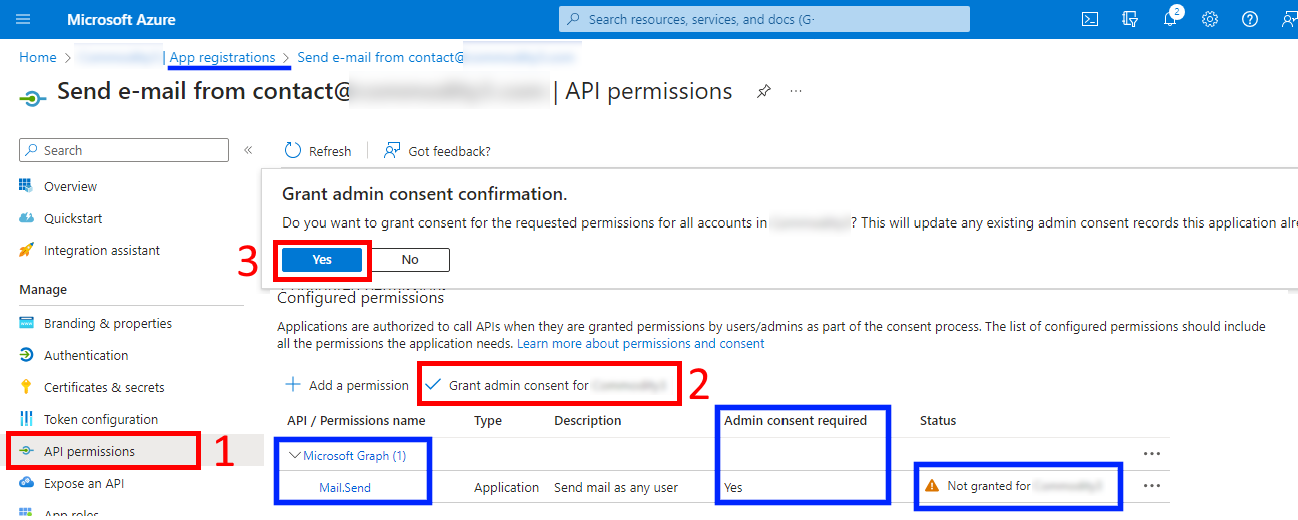 Microsoft Azure
Search resources, services, and docs (G-
2
Home > | App registrations > Send e-mail from contact@
Send e-mail from contact@ | API permissions
Search
Refresh
Got feedback?
Overview
Quickstart
Integration assistant
Manage
Branding & properties
Authentication
Certificates & secrets
Token configuration
API permissions
1
Expose an API
App roles
Grant admin consent confirmation.
Do you want to grant consent for the requested permissions for all accounts in ? This will update any existing admin consent records this application alre
3
Yes
No
Configured permissions
Applications are authorized to call APIs when they are granted permissions by users/admins as part of the consent process. The list of configured permissions should include
all the permissions the application needs. Learn more about permissions and consent
Add a permission
Grant admin consent for
2
API / Permissions name Type Description Admin consent required Status
Microsoft Graph (1)
Mail.Send Application Send mail as any user Yes Not granted for